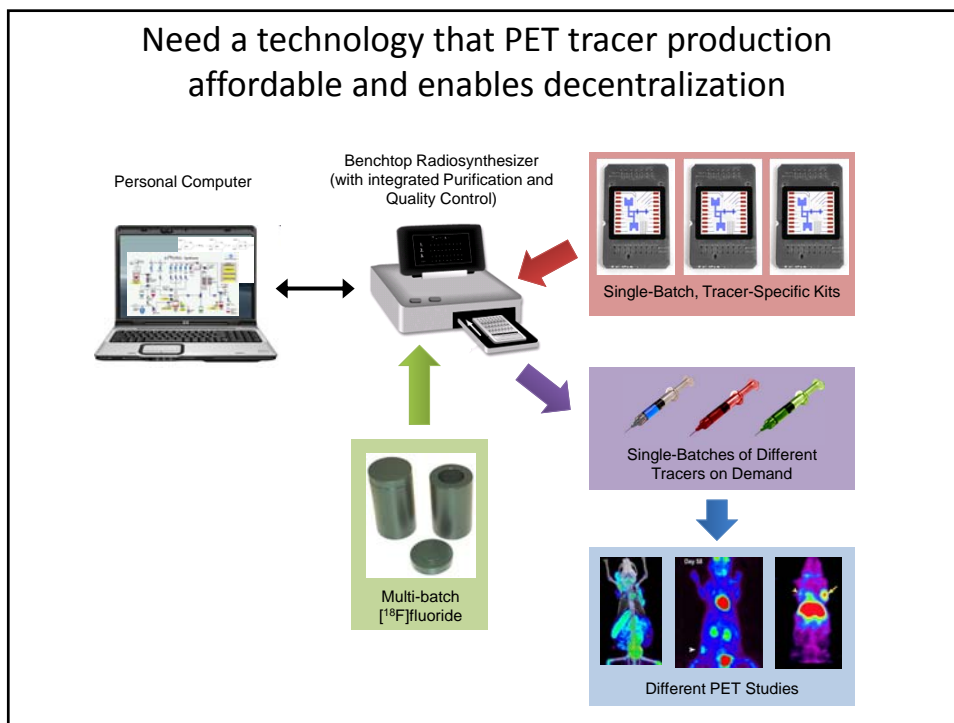 Need a technology that PET tracer production
affordable and enables decentralization
Personal Computer
Benchtop Radiosynthesizer
(with integrated Purification and
Quality Control)
Single-Batch, Tracer-Specific Kits
Single-Batches of Different
Tracers on Demand
Multi-batch
[¹⁸F]fluoride
Day 58
Different PET Studies